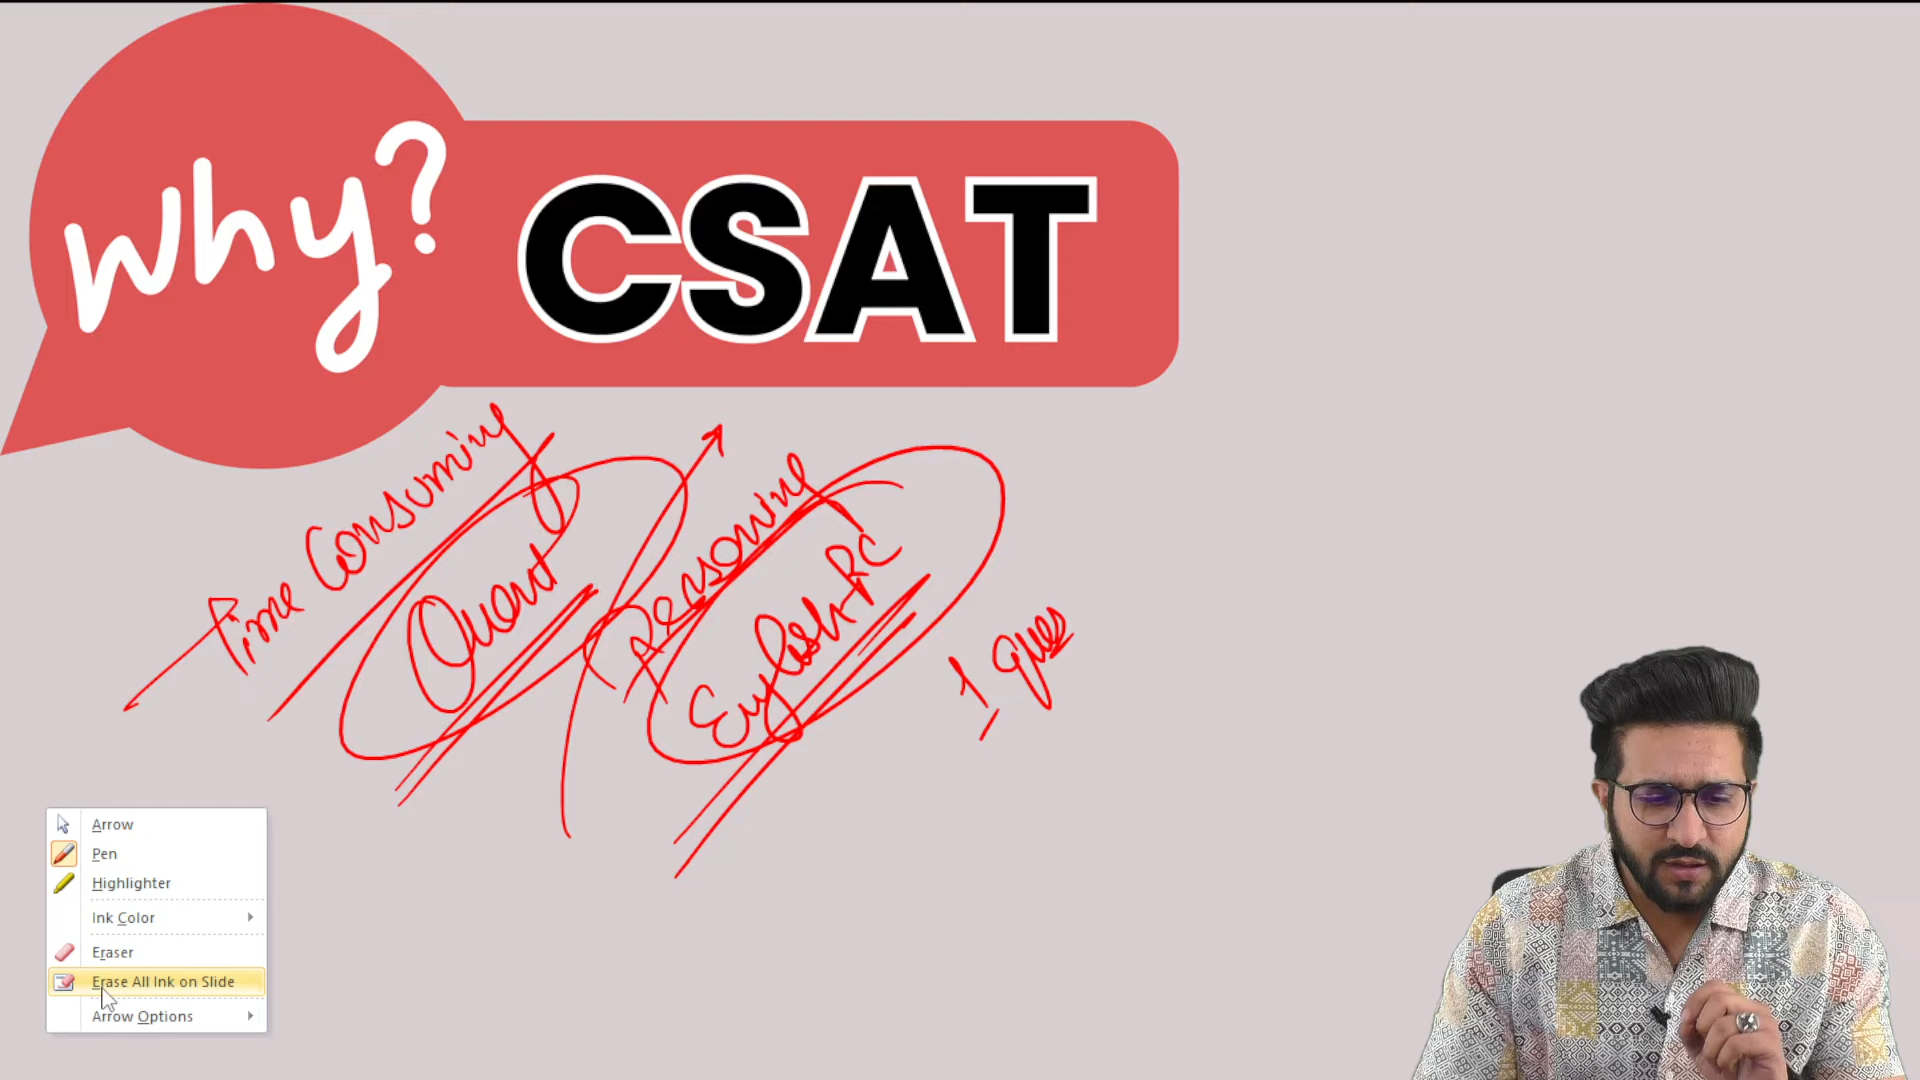 Why?
CSAT
Time Consuming
Quant
Reasoning
English RC
1 ques
Arrow
Pen
Highlighter
Ink Color
Eraser
Erase All Ink on Slide
Arrow Options